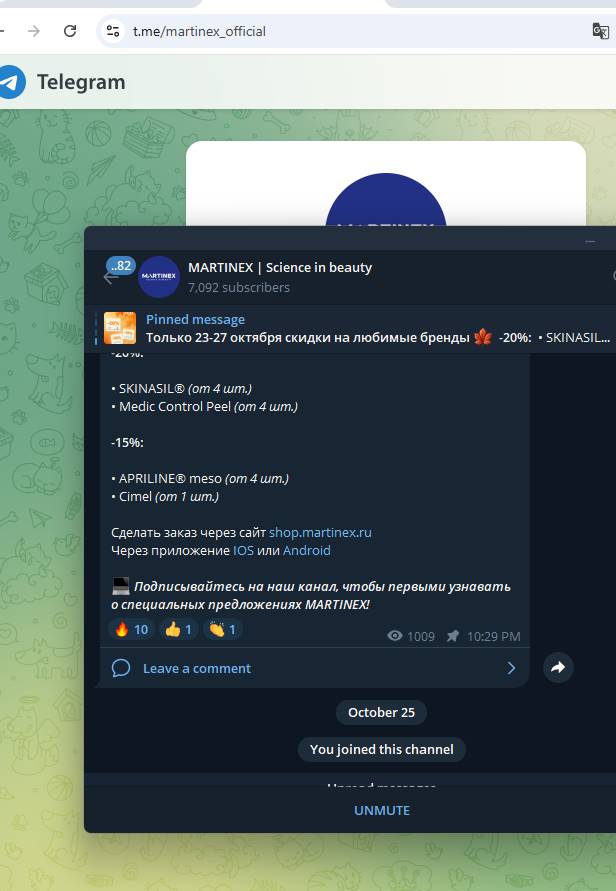 t.me/martinex_official
Telegram
..82
MARTINEX
MARTINEX | Science in beauty
7,092 subscribers
Pinned message
Только 23-27 октября скидки на любимые бренды 🍁 -20%: • SKINASIL...
-20%:
• SKINASIL® (от 4 шт.)
• Medic Control Peel (от 4 шт.)
-15%:
• APRILINE® meso (от 4 шт.)
• Cimel (от 1 шт.)
Сделать заказ через сайт shop.martinex.ru
Через приложение IOS или Android
💻 Подписывайтесь на наш канал, чтобы первыми узнавать
о специальных предложениях MARTINEX!
🔥 10 👍 1 👏 1 1009 10:29 PM
Leave a comment
October 25
You joined this channel
Unread messages
UNMUTE